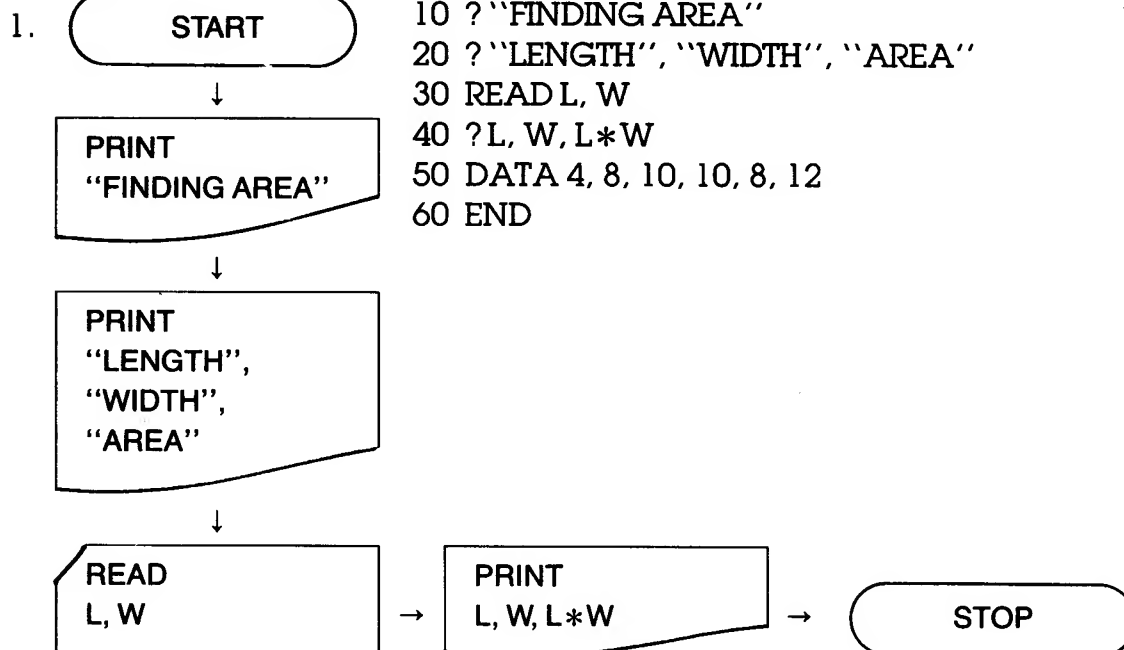 1.
START
10 ? ``FINDING AREA''
20 ? ``LENGTH'', ``WIDTH'', ``AREA''
30 READ L, W
40 ? L, W, L*W
50 DATA 4, 8, 10, 10, 8, 12
60 END
↓
PRINT
“FINDING AREA”
↓
PRINT
“LENGTH”,
“WIDTH”,
“AREA”
↓
READ
L, W
→
PRINT
L, W, L*W
→
STOP